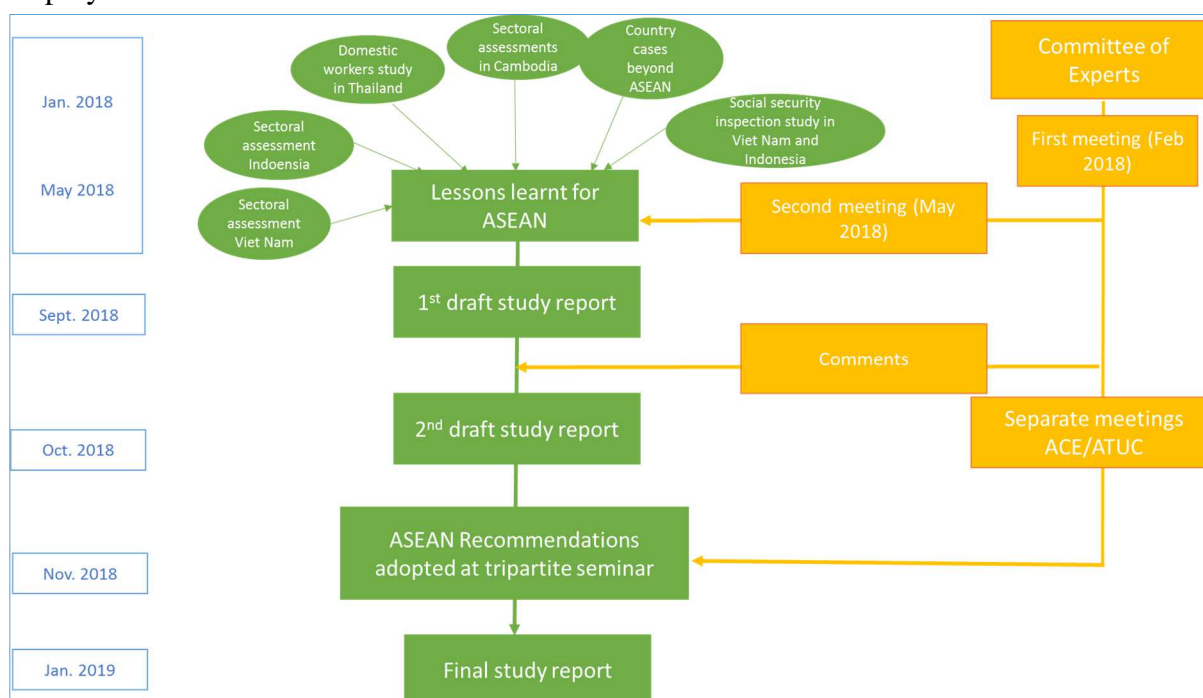 Jan. 2018
May 2018
Sept. 2018
Oct. 2018
Nov. 2018
Jan. 2019
Domestic
workers study
in Thailand
Sectoral
assessments
in Cambodia
Country
cases
beyond
ASEAN
Social security
inspection study in
Viet Nam and
Indonesia
Sectoral
assessment
Indoensia
Sectoral
assessment
Viet Nam
Lessons learnt for
ASEAN
1st draft study report
2nd draft study report
ASEAN Recommendations
adopted at tripartite seminar
Final study report
Committee of
Experts
First meeting (Feb
2018)
Second meeting (May
2018)
Comments
Separate meetings
ACE/ATUC